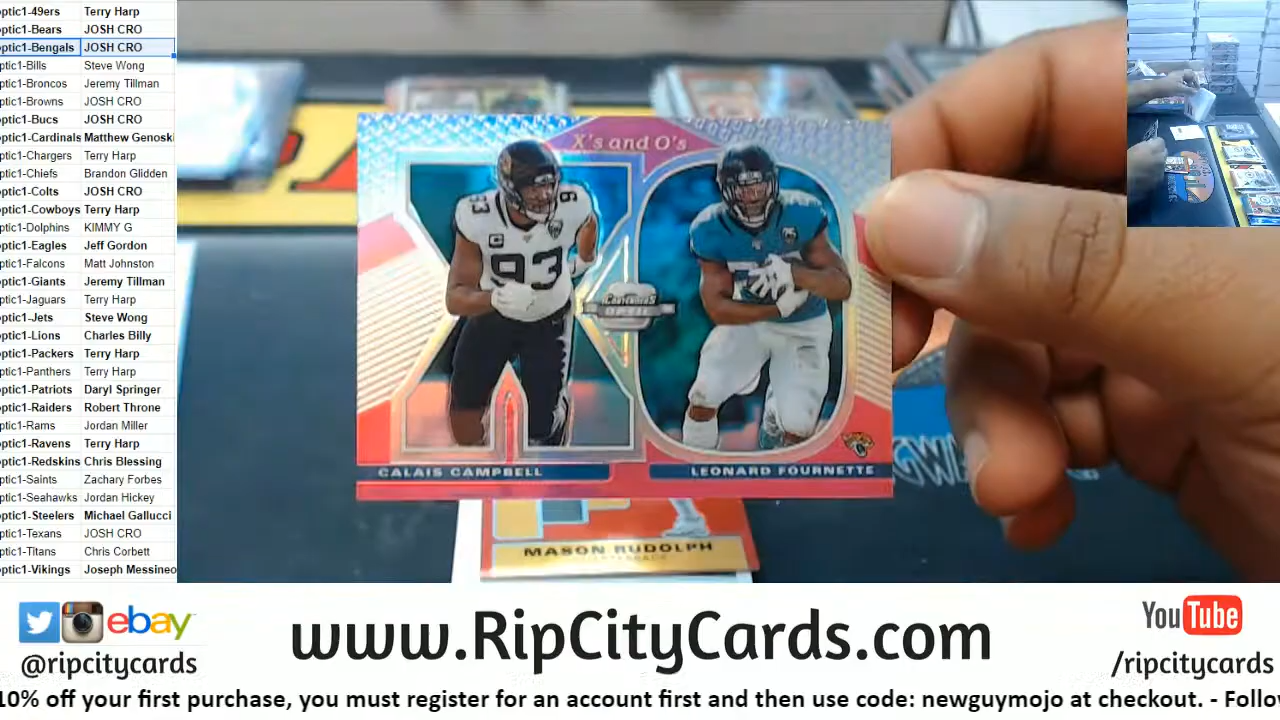 ptic1-49ers Terry Harp
ptic1-Bears JOSH CRO
ptic1-Bengals JOSH CRO
ptic1-Bills Steve Wong
ptic1-Broncos Jeremy Tillman
ptic1-Browns JOSH CRO
ptic1-Bucs JOSH CRO
ptic1-Cardinals Matthew Genoski
ptic1-Chargers Terry Harp
ptic1-Chiefs Brandon Glidden
ptic1-Colts JOSH CRO
ptic1-Cowboys Terry Harp
ptic1-Dolphins KIMMY G
ptic1-Eagles Jeff Gordon
ptic1-Falcons Matt Johnston
ptic1-Giants Jeremy Tillman
ptic1-Jaguars Terry Harp
ptic1-Jets Steve Wong
ptic1-Lions Charles Billy
ptic1-Packers Terry Harp
ptic1-Panthers Terry Harp
ptic1-Patriots Daryl Springer
ptic1-Raiders Robert Throne
ptic1-Rams Jordan Miller
ptic1-Ravens Terry Harp
ptic1-Redskins Chris Blessing
ptic1-Saints Zachary Forbes
ptic1-Seahawks Jordan Hickey
ptic1-Steelers Michael Gallucci
ptic1-Texans JOSH CRO
ptic1-Titans Chris Corbett
ptic1-Vikings Joseph Messineo
X's and O's
93
93
CONTENDERS
OPTIC
CALAIS CAMPBELL
LEONARD FOURNETTE
MASON RUDOLPH
ebay
@ripcitycards
www.RipCityCards.com
YouTube
/ripcitycards
10% off your first purchase, you must register for an account first and then use code: newguymojo at checkout. - Follo